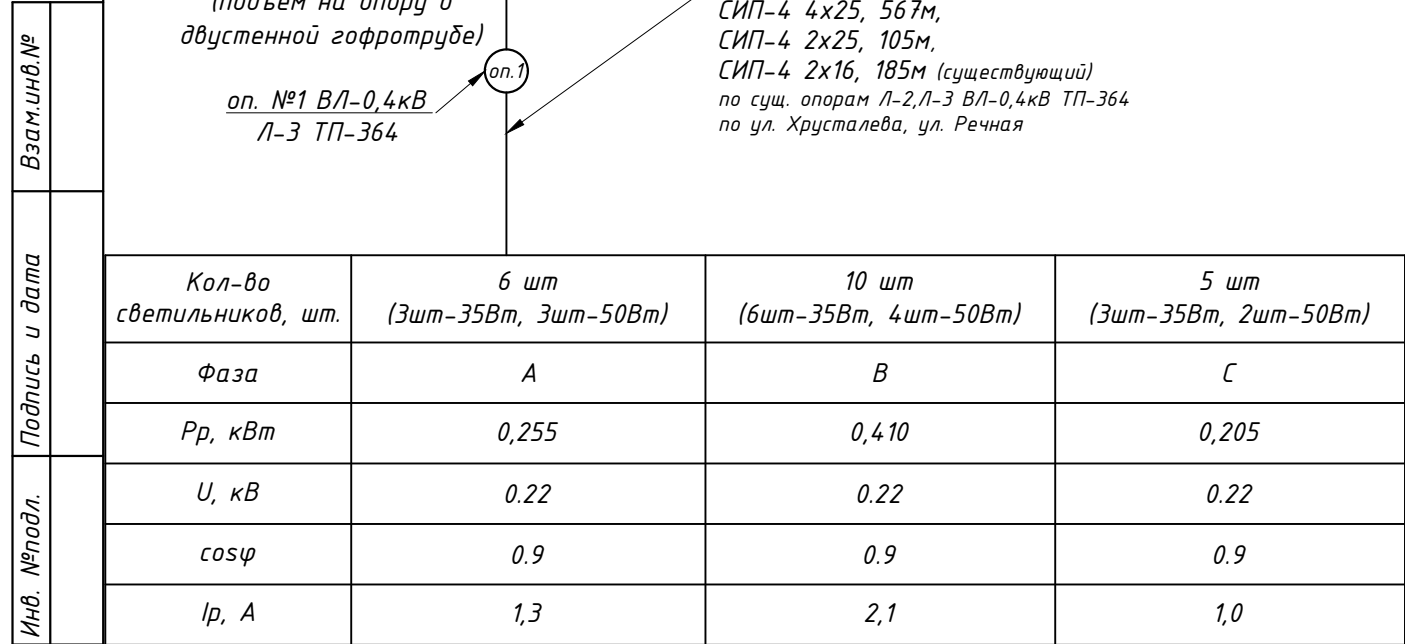 (подъем на опору в
двустенной гофротрубе)
оп.1
оп. №1 ВЛ-0,4кВ
Л-3 ТП-364
СИП-4 4х25, 567м,
СИП-4 2х25, 105м,
СИП-4 2х16, 185м (существующий)
по сущ. опорам Л-2,Л-3 ВЛ-0,4кВ ТП-364
по ул. Хрусталева, ул. Речная
Взам.инв.№
Подпись и дата
Инв. №подл.
Кол-во светильников, шт.
6 шт (3шт-35Вт, 3шт-50Вт)
10 шт (6шт-35Вт, 4шт-50Вт)
5 шт (3шт-35Вт, 2шт-50Вт)
Фаза A B C
Рр, кВт 0,255 0,410 0,205
U, кВ 0.22 0.22 0.22
cosφ 0.9 0.9 0.9
Iр, А 1,3 2,1 1,0